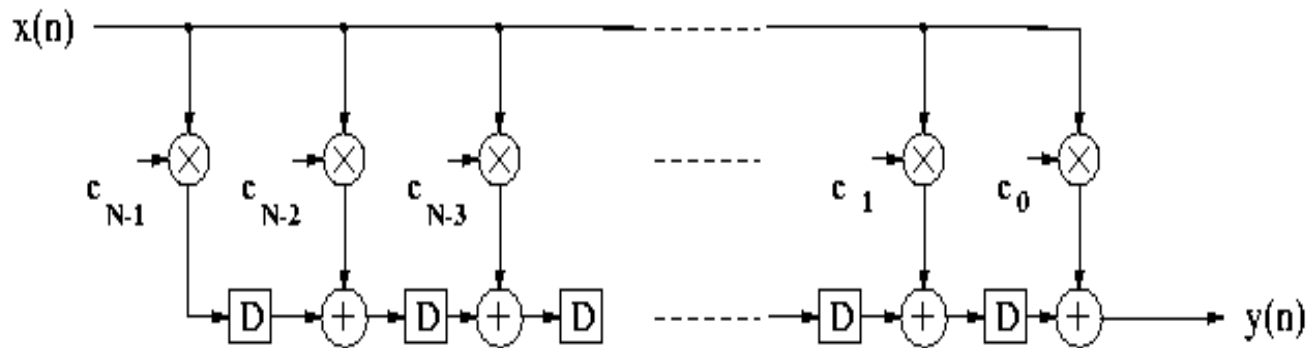 x(n)
c N-1 c N-2 c N-3 c 1 c 0
D + D + D D + D + y(n)